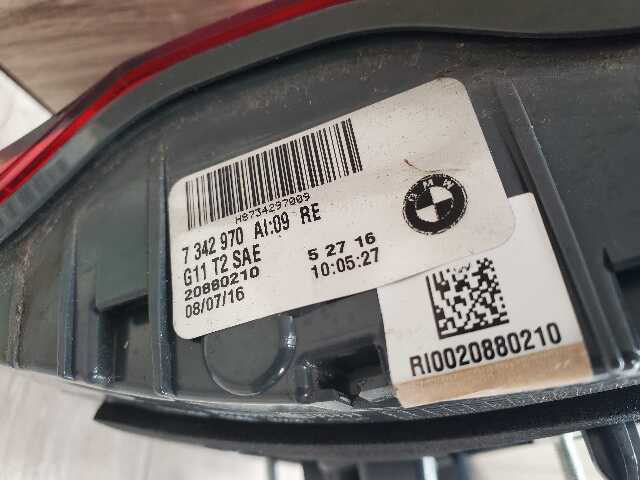 H8734297009
7 342 970 AI:09 RE
G11 T2 SAE
20880210
08/07/16
5 27 16
10:05:27
BMW
RI0020880210